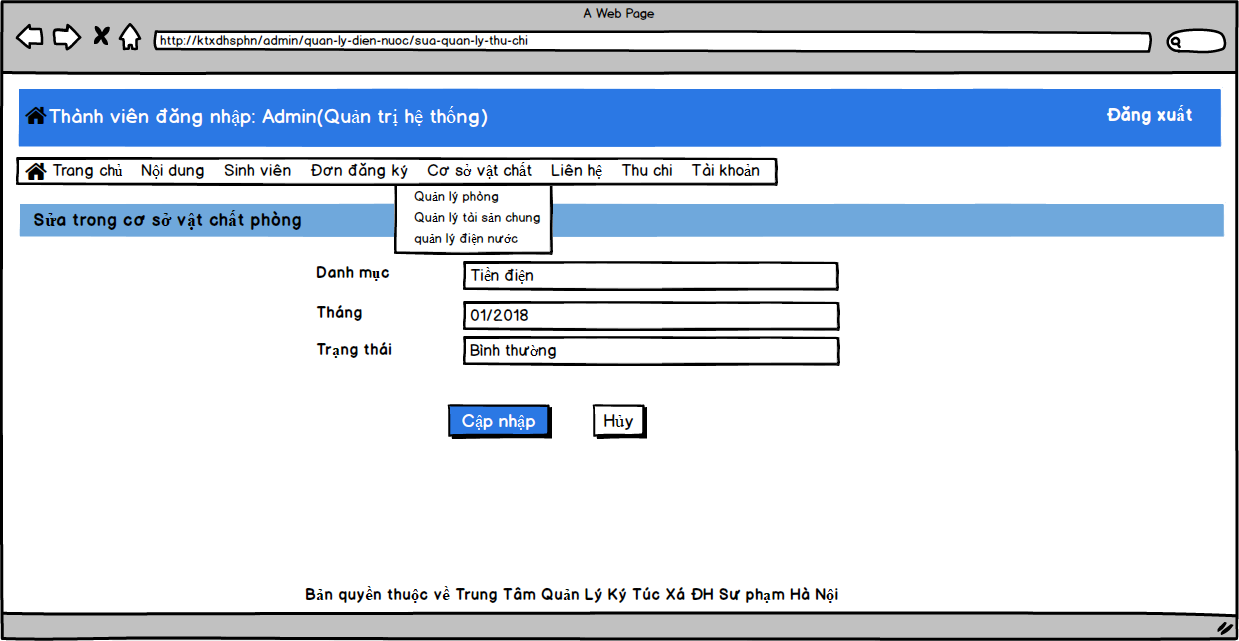 A Web Page
http://ktxdhsphn/admin/quan-ly-dien-nuoc/sua-quan-ly-thu-chi
Thành viên đăng nhập: Admin(Quản trị hệ thống)
Đăng xuất
Trang chủ Nội dung Sinh viên Đơn đăng ký Cơ sở vật chất Liên hệ Thu chi Tài khoản
Quản lý phòng
Quản lý tài sản chung
quản lý điện nước
Sửa trong cơ sở vật chất phòng
Danh mục Tiền điện
Tháng 01/2018
Trạng thái Bình thường
Cập nhập Hủy
Bản quyền thuộc về Trung Tâm Quản Lý Ký Túc Xá ĐH Sư phạm Hà Nội